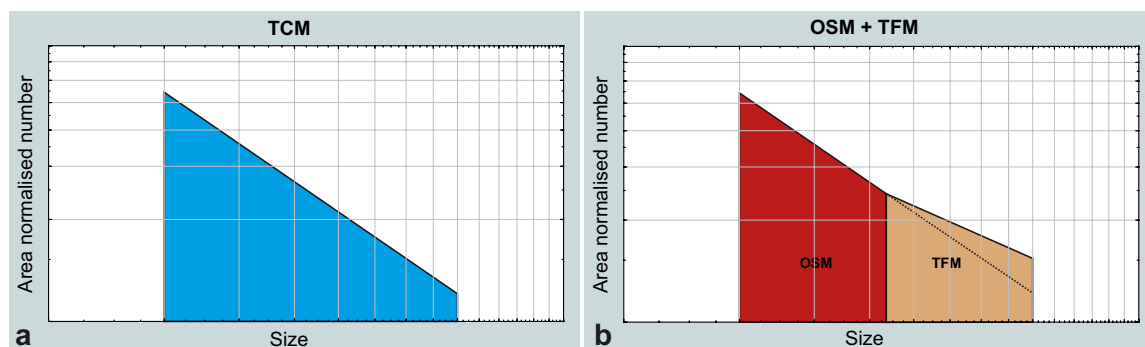 TCM
Area normalised number
Size
a
OSM + TFM
Area normalised number
OSM
TFM
Size
b